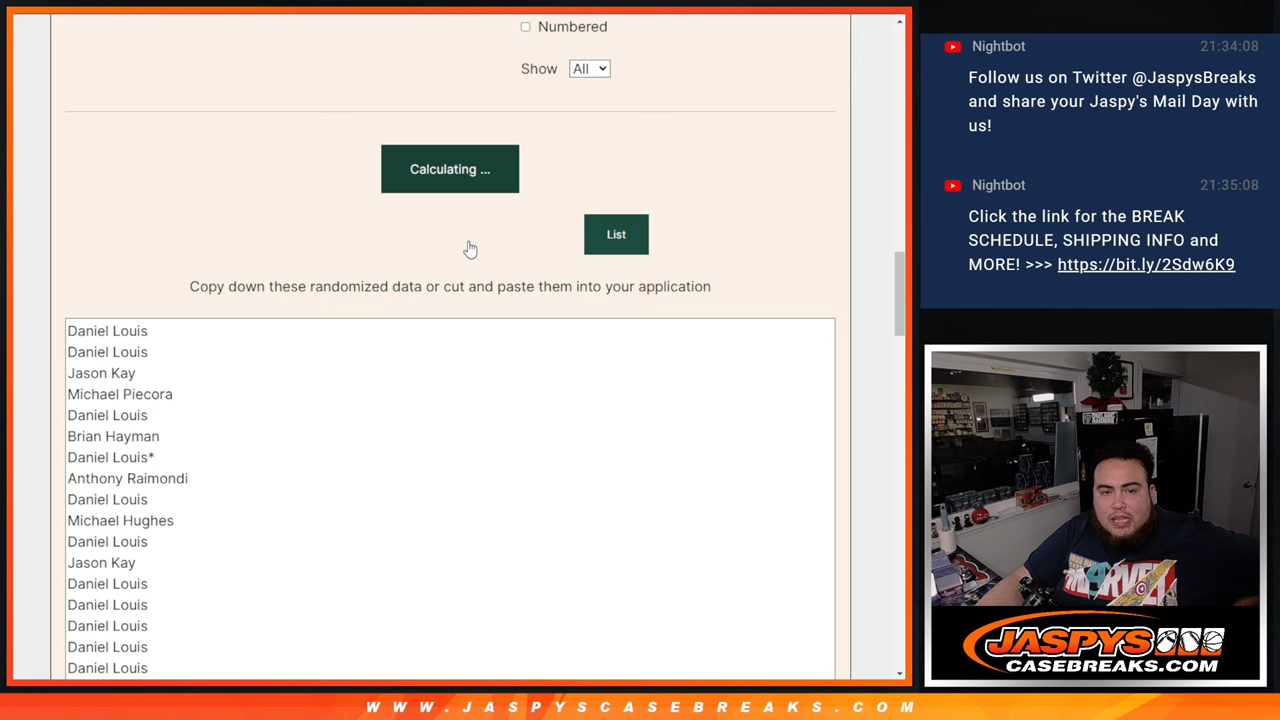 Numbered
Show All
Calculating ...
List
Copy down these randomized data or cut and paste them into your application
Daniel Louis
Daniel Louis
Jason Kay
Michael Piecora
Daniel Louis
Brian Hayman
Daniel Louis*
Anthony Raimondi
Daniel Louis
Michael Hughes
Daniel Louis
Jason Kay
Daniel Louis
Daniel Louis
Daniel Louis
Daniel Louis
Daniel Louis
Nightbot 21:34:08
Follow us on Twitter @JaspysBreaks
and share your Jaspy's Mail Day with
us!
Nightbot 21:35:08
Click the link for the BREAK
SCHEDULE, SHIPPING INFO and
MORE! >>> https://bit.ly/2Sdw6K9
MARVEL
JASPYS
CASEBREAKS.COM
WWW.JASPYSCASEBREAKS.COM